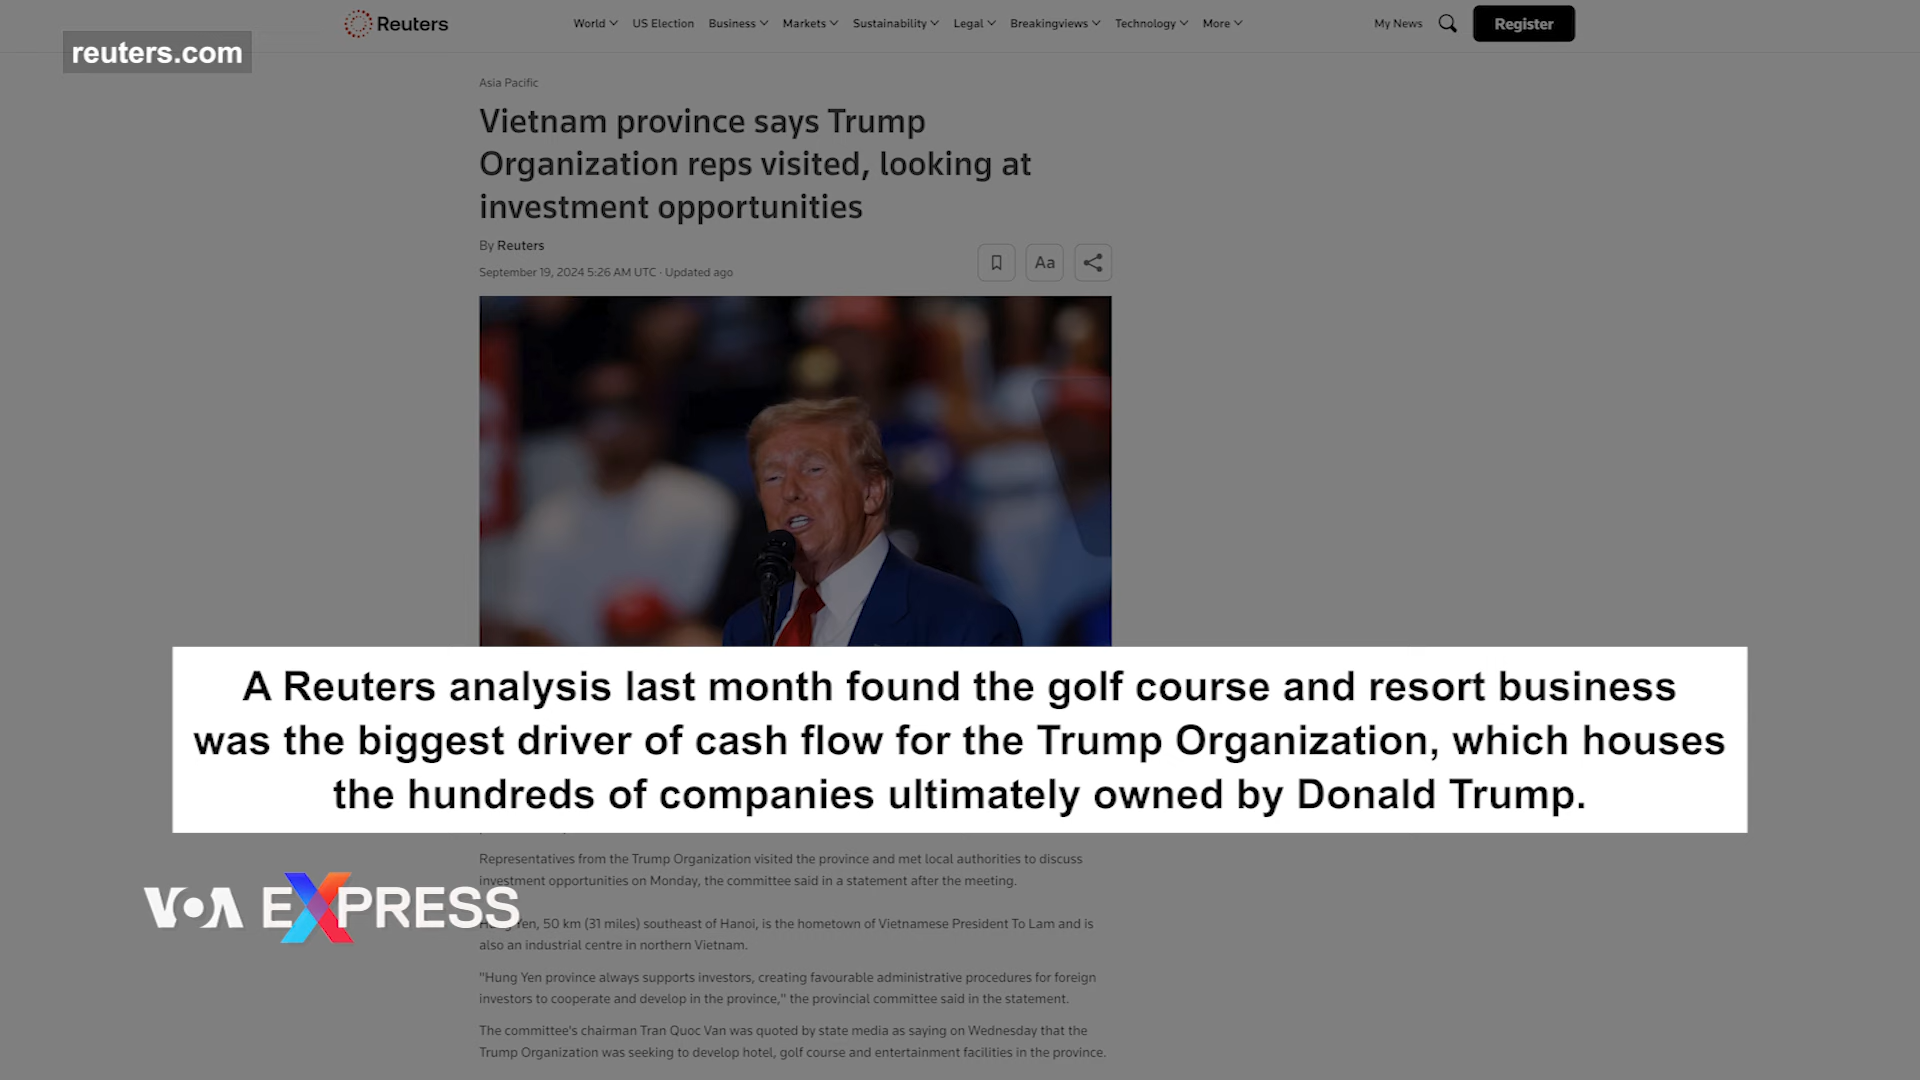 Reuters
World
US Election
Business
Markets
Sustainability
Legal
Breakingviews
Technology
More
My News
Register
reuters.com
Asia Pacific
Vietnam province says Trump
Organization reps visited, looking at
investment opportunities
By Reuters
September 19, 2024 5:26 AM UTC · Updated ago
Aa
A Reuters analysis last month found the golf course and resort business
was the biggest driver of cash flow for the Trump Organization, which houses
the hundreds of companies ultimately owned by Donald Trump.
Representatives from the Trump Organization visited the province and met local authorities to discuss
investment opportunities on Monday, the committee said in a statement after the meeting.
VOA EXPRESS
Hung Yen, 50 km (31 miles) southeast of Hanoi, is the hometown of Vietnamese President To Lam and is
also an industrial centre in northern Vietnam.
"Hung Yen province always supports investors, creating favourable administrative procedures for foreign
investors to cooperate and develop in the province," the provincial committee said in the statement.
The committee's chairman Tran Quoc Van was quoted by state media as saying on Wednesday that the
Trump Organization was seeking to develop hotel, golf course and entertainment facilities in the province.